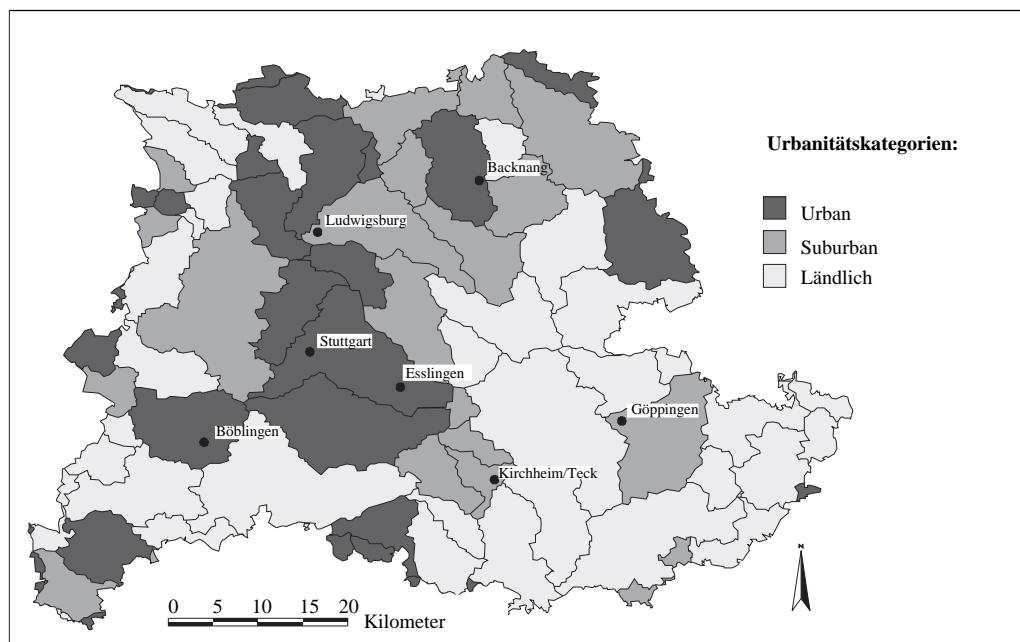 Urbanitätskategorien:
Urban
Suburban
Ländlich
Backnang
Ludwigsburg
Stuttgart
Esslingen
Göppingen
Böblingen
Kirchheim/Teck
0 5 10 15 20
Kilometer
N